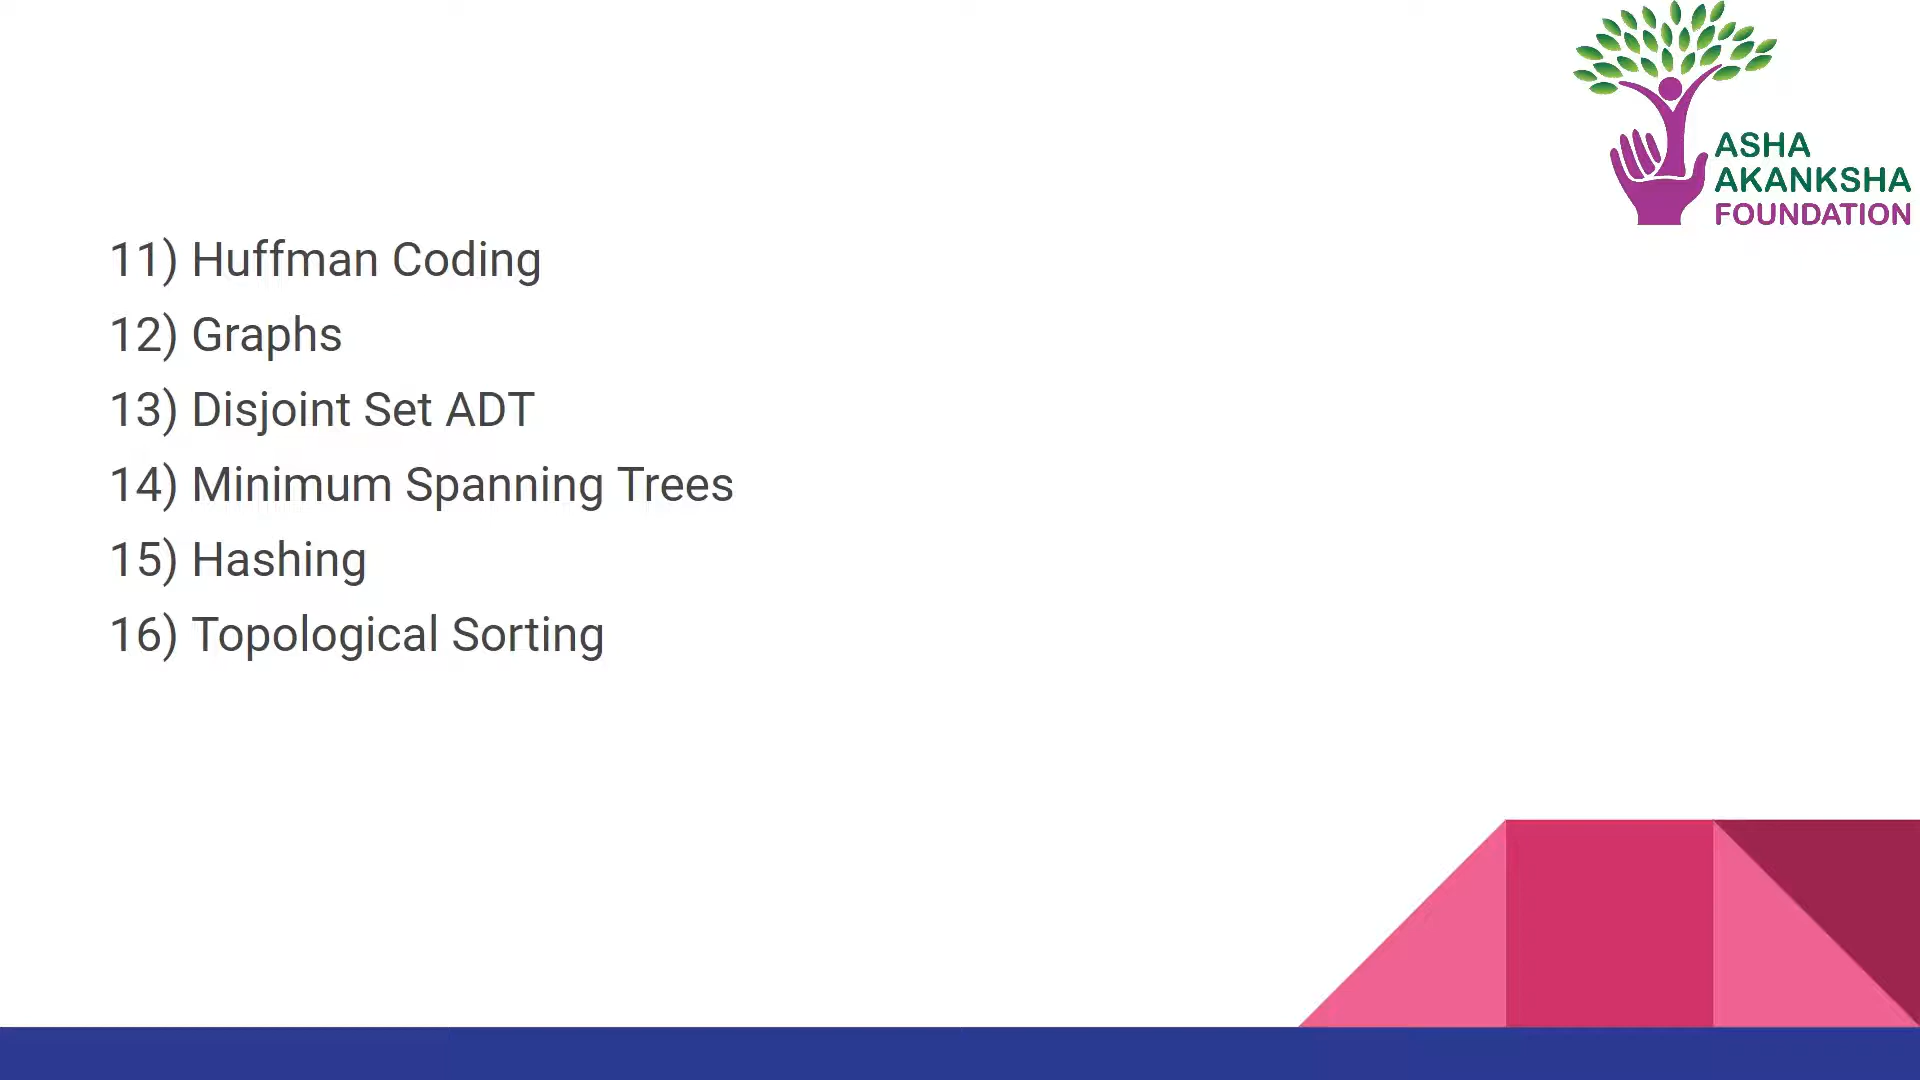 ASHA
AKANKSHA
FOUNDATION
11) Huffman Coding
12) Graphs
13) Disjoint Set ADT
14) Minimum Spanning Trees
15) Hashing
16) Topological Sorting